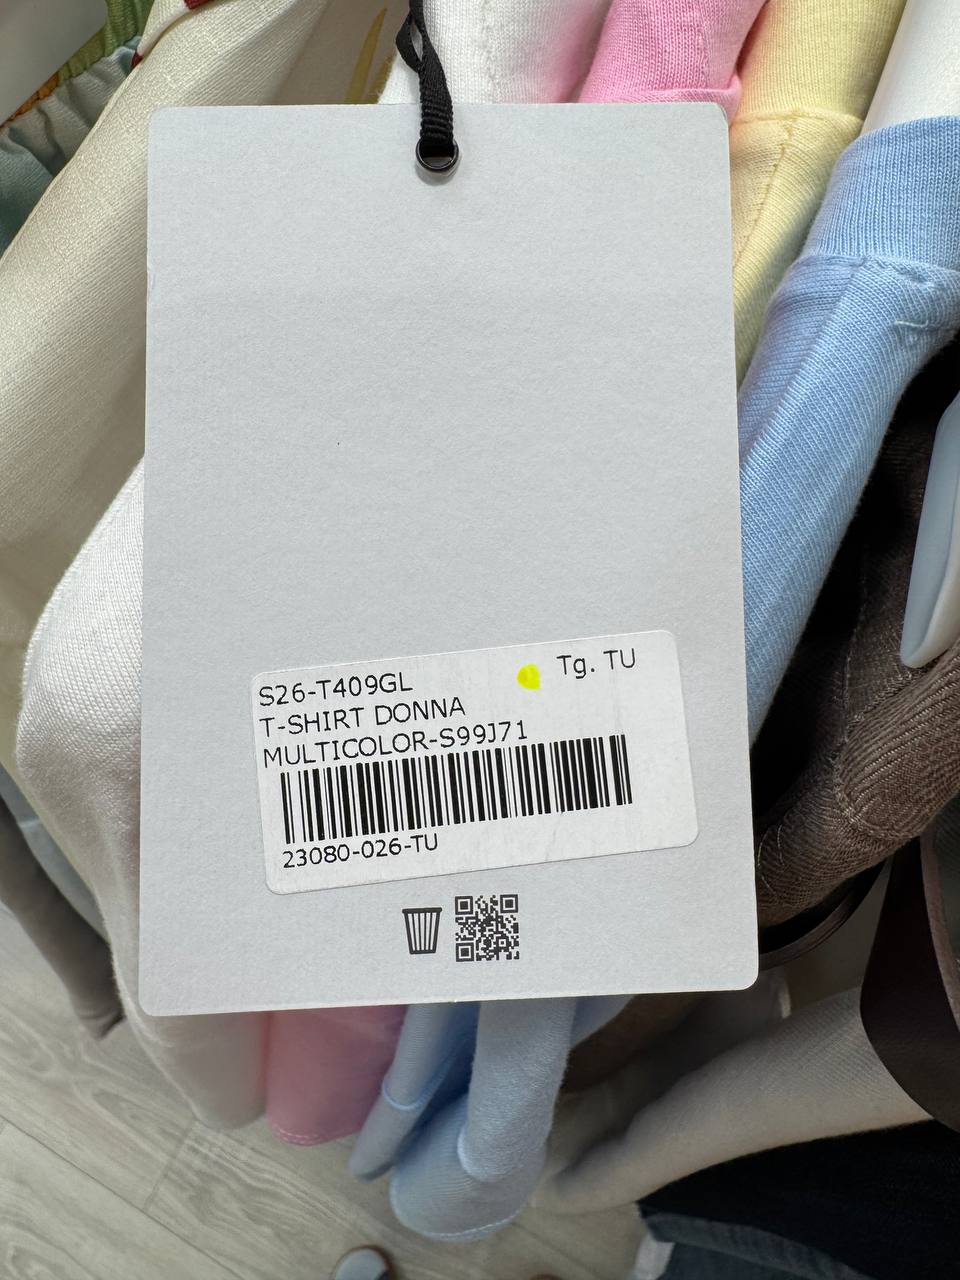 S26-T409GL
Tg. TU
T-SHIRT DONNA
MULTICOLOR-S99J71
23080-026-TU